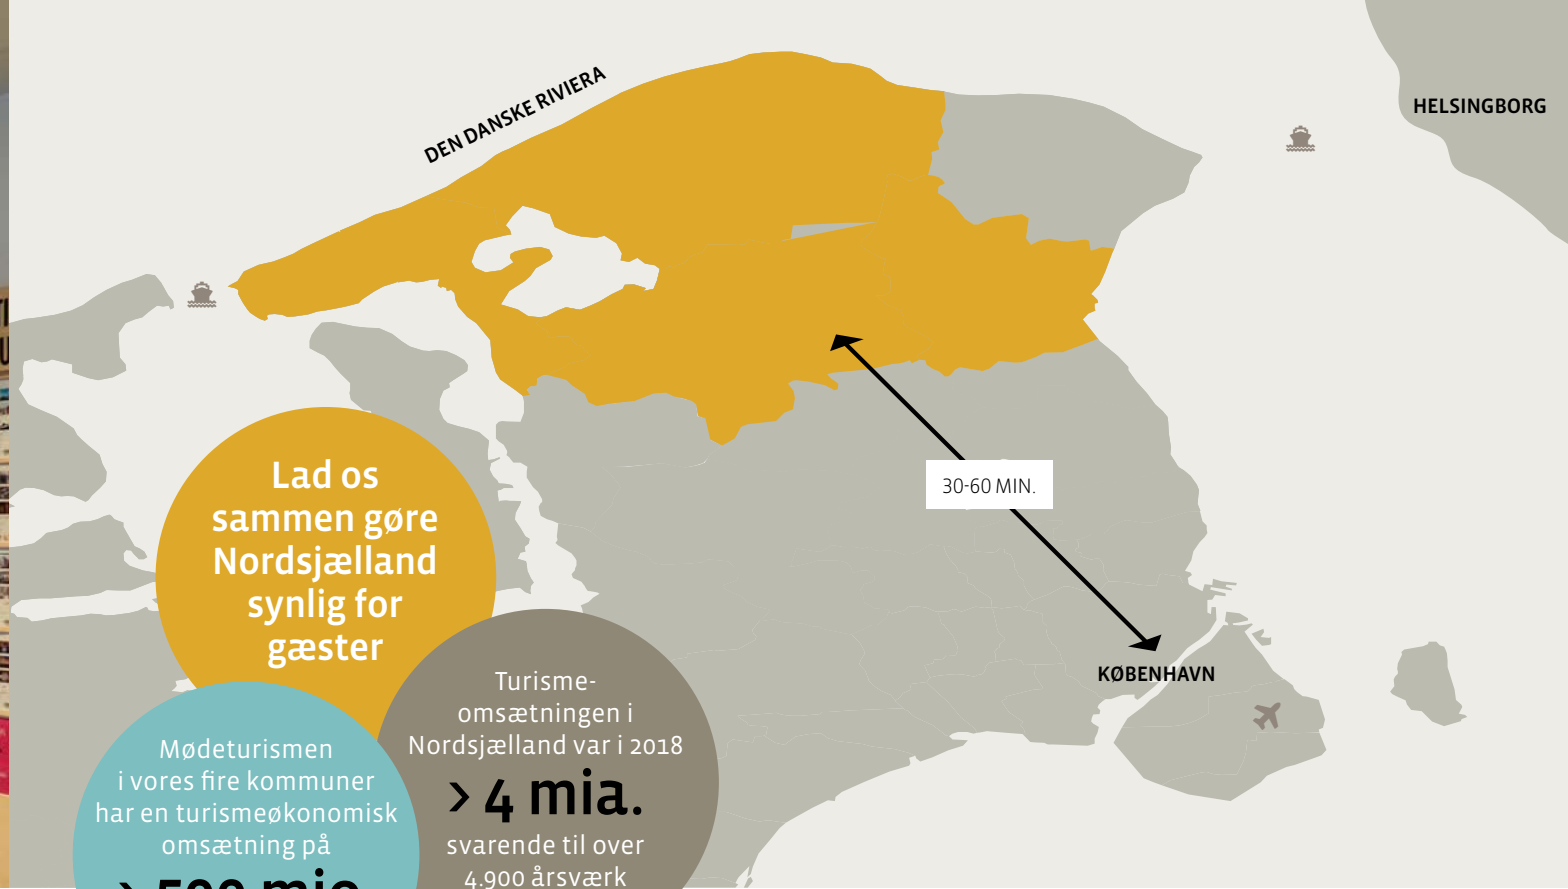 DEN DANSKE RIVIERA
HELSINGBORG
30-60 MIN.
KØBENHAVN
Lad os
sammen gøre
Nordsjælland
synlig for
gæster
Turisme-
omsætningen i
Nordsjælland var i 2018
> 4 mia.
svarende til over
4.900 årsværk
Mødeturismen
i vores fire kommuner
har en turismeøkonomisk
omsætning på